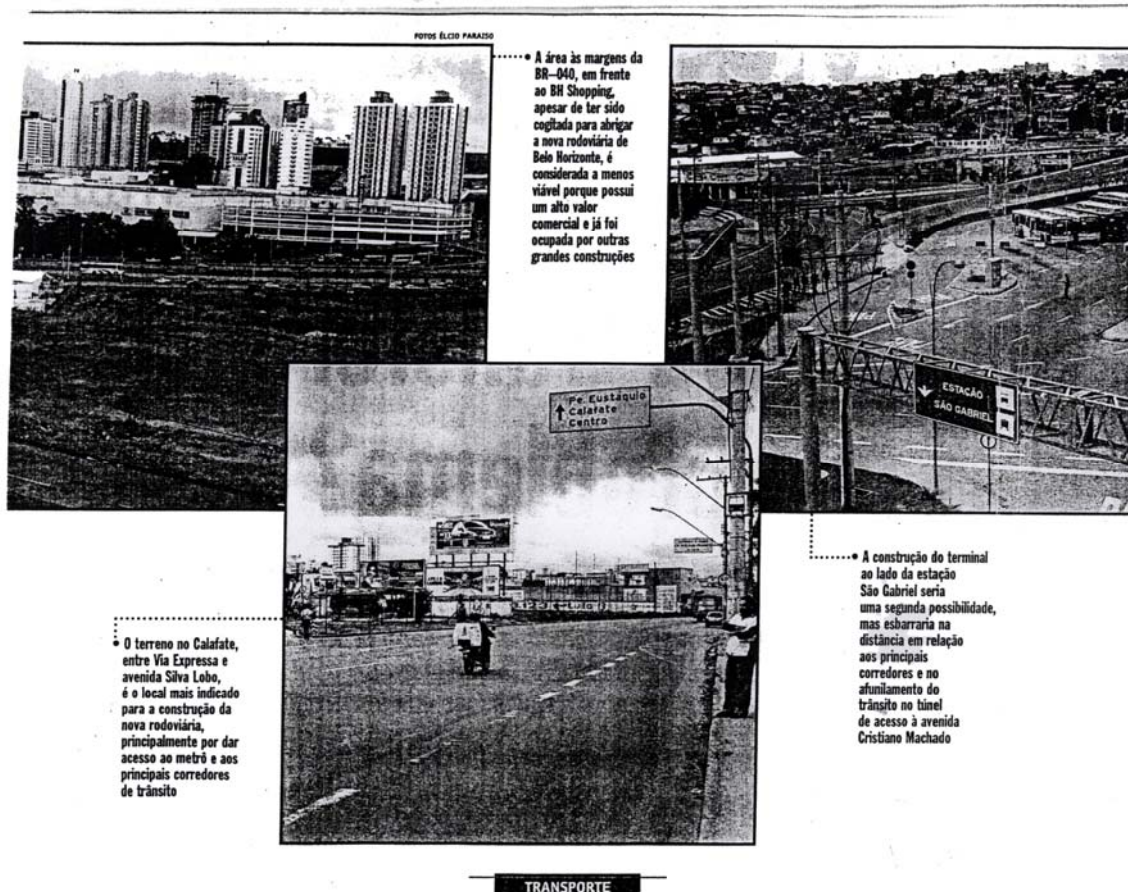 FOTOS ÉLCIO PARAIZO
A área às margens da
BR–040, em frente
ao BH Shopping,
apesar de ter sido
cogitada para abrigar
a nova rodoviária de
Belo Horizonte, é
considerada a menos
viável porque possui
um alto valor
comercial e já foi
ocupada por outras
grandes construções
ESTAÇÃO
SÃO GABRIEL
Pe. Eustáquio
Calafate
Centro
A construção do terminal
ao lado da estação
São Gabriel seria
uma segunda possibilidade,
mas esbarraria na
distância em relação
aos principais
corredores e no
afunilamento do
trânsito no túnel
de acesso à avenida
Cristiano Machado
O terreno no Calafate,
entre Via Expressa e
avenida Silva Lobo,
é o local mais indicado
para a construção da
nova rodoviária,
principalmente por dar
acesso ao metrô e aos
principais corredores
de trânsito
TRANSPORTE